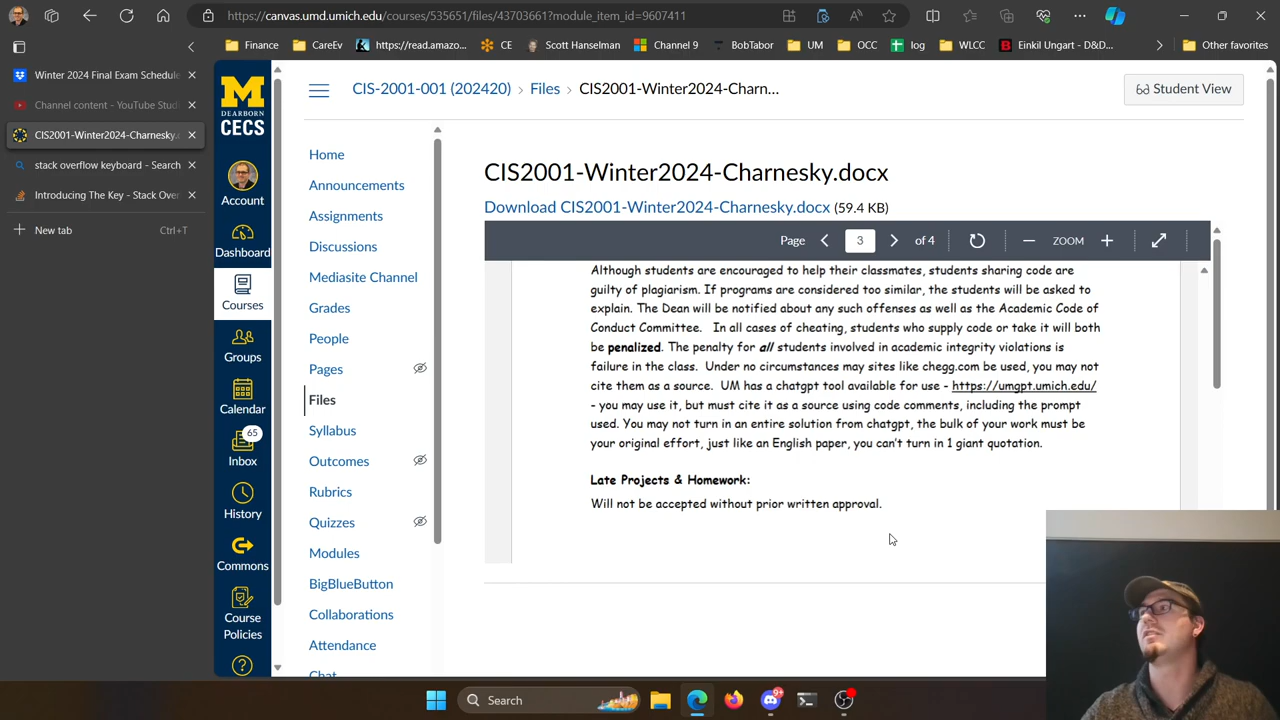 https://canvas.umd.umich.edu/courses/535651/files/43703661?module_item_id=9607411
Finance
CareEv
https://read.amazo...
CE
Scott Hanselman
Channel 9
BobTabor
UM
OCC
log
WLCC
Einkil Ungart - D&D...
Other favorites
Winter 2024 Final Exam Schedule
Channel content - YouTube Stud
CIS2001-Winter2024-Charnesky.
stack overflow keyboard - Search
Introducing The Key - Stack Over
New tab
Ctrl+T
M
DEARBORN
CECS
Account
Dashboard
Courses
Groups
Calendar
65
Inbox
History
Commons
Course
Policies
CIS-2001-001 (202420) › Files › CIS2001-Winter2024-Charn...
Student View
Home
Announcements
Assignments
Discussions
Mediasite Channel
Grades
People
Pages
Files
Syllabus
Outcomes
Rubrics
Quizzes
Modules
BigBlueButton
Collaborations
Attendance
Chat
CIS2001-Winter2024-Charnesky.docx
Download CIS2001-Winter2024-Charnesky.docx (59.4 KB)
Page 3 of 4 ZOOM
Although students are encouraged to help their classmates, students sharing code are
guilty of plagiarism. If programs are considered too similar, the students will be asked to
explain. The Dean will be notified about any such offenses as well as the Academic Code of
Conduct Committee. In all cases of cheating, students who supply code or take it will both
be penalized. The penalty for all students involved in academic integrity violations is
failure in the class. Under no circumstances may sites like chegg.com be used, you may not
cite them as a source. UM has a chatgpt tool available for use - https://umgpt.umich.edu/
- you may use it, but must cite it as a source using code comments, including the prompt
used. You may not turn in an entire solution from chatgpt, the bulk of your work must be
your original effort, just like an English paper, you can't turn in 1 giant quotation.
Late Projects & Homework:
Will not be accepted without prior written approval.
Search
9+